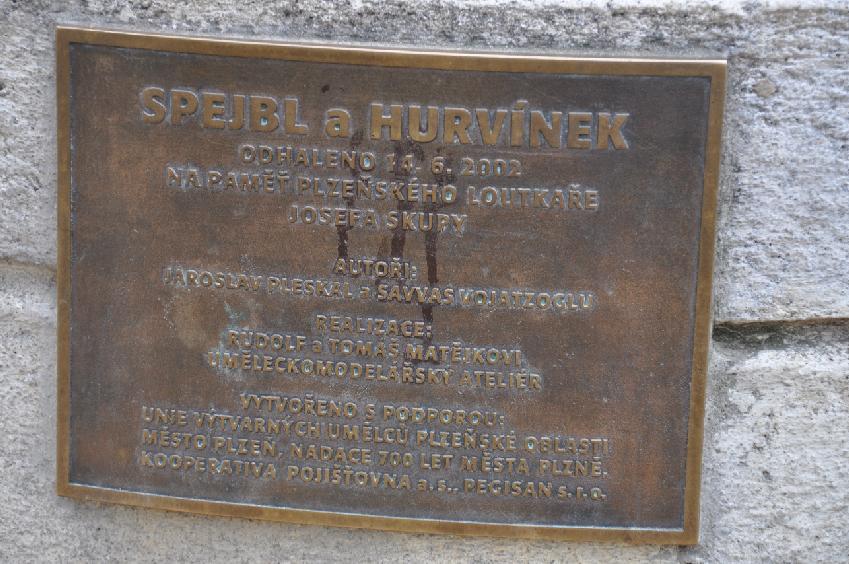 SPEJBL a HURVÍNEK
ODHALENO 14. 6. 2002
NA PAMĚŤ PLZEŇSKÉHO LOUTKAŘE
JOSEFA SKUPY
AUTOŘI:
JAROSLAV PLESKAL a SAVVAS VOJATZOGLU
REALIZACE:
RUDOLF a TOMÁŠ MATĚJKOVI
UMĚLECKOMODELÁŘSKÝ ATELIÉR
VYTVOŘENO S PODPOROU:
UNIE VÝTVARNÝCH UMĚLCŮ PLZEŇSKÉ OBLASTI
MĚSTO PLZEŇ, NADACE 700 LET MĚSTA PLZNĚ.
KOOPERATIVA POJIŠŤOVNA a.s., PEGISAN s.r.o.